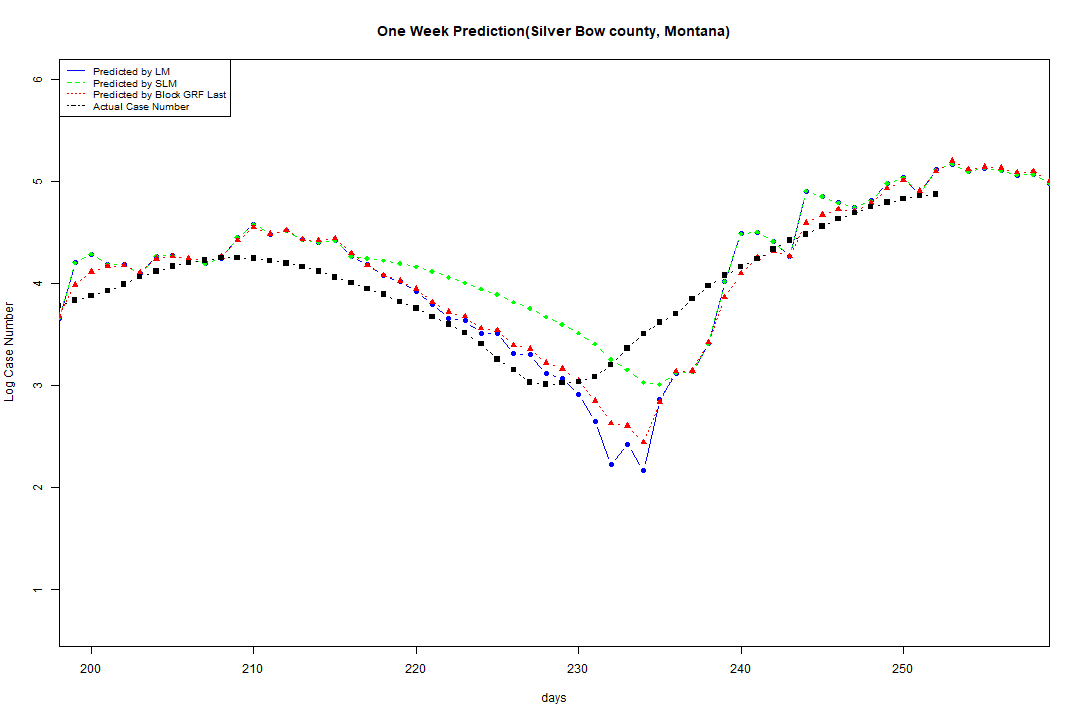 One Week Prediction(Silver Bow county, Montana)
Predicted by LM
Predicted by SLM
Predicted by Block GRF Last
Actual Case Number
6
5
4
3
2
1
Log Case Number
200 210 220 230 240 250
days